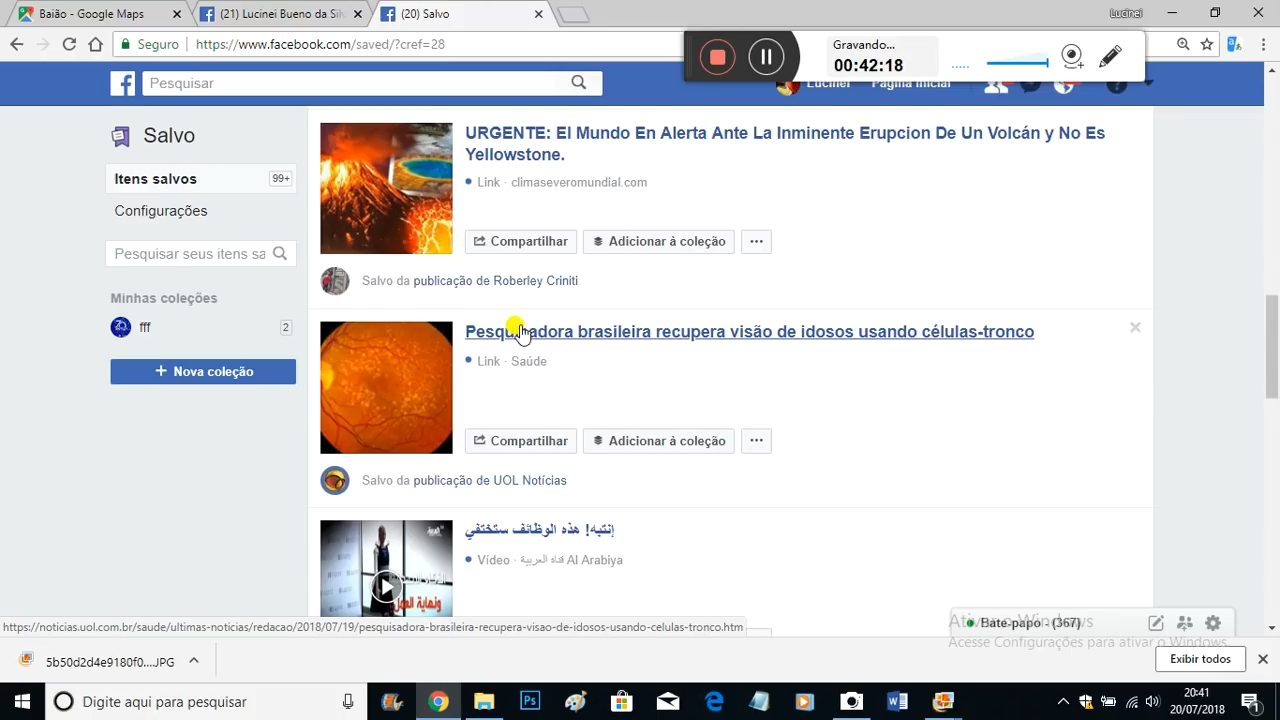 Baião - Google Maps
(21) Lucinei Bueno da Silv
(20) Salvo
Lucinei
Seguro
https://www.facebook.com/saved/?cref=28
Gravando...
00:42:18
Pesquisar
Lucinei
Página inicial
Salvo
Itens salvos
99+
Configurações
Pesquisar seus itens sa
Minhas coleções
fff
2
+ Nova coleção
URGENTE: El Mundo En Alerta Ante La Inminente Erupcion De Un Volcán y No Es
Yellowstone.
Link · climaseveromundial.com
Compartilhar
Adicionar à coleção
Salvo da publicação de Roberley Criniti
Pesquisadora brasileira recupera visão de idosos usando células-tronco
Link · Saúde
Compartilhar
Adicionar à coleção
Salvo da publicação de UOL Notícias
إنتبه! هذه الوظائف ستختفي
Vídeo · قناة العربية Al Arabiya
العربية
ونهاية العمل
https://noticias.uol.com.br/saude/ultimas-noticias/redacao/2018/07/19/pesquisadora-brasileira-recupera-visao-de-idosos-usando-celulas-tronco.htm
Bate-papo (367)
Ativar o Windows
Acesse Configurações para ativar o Windows.
5b50d2d4e9180f0....JPG
Exibir todos
Digite aqui para pesquisar
20:41
20/07/2018
1